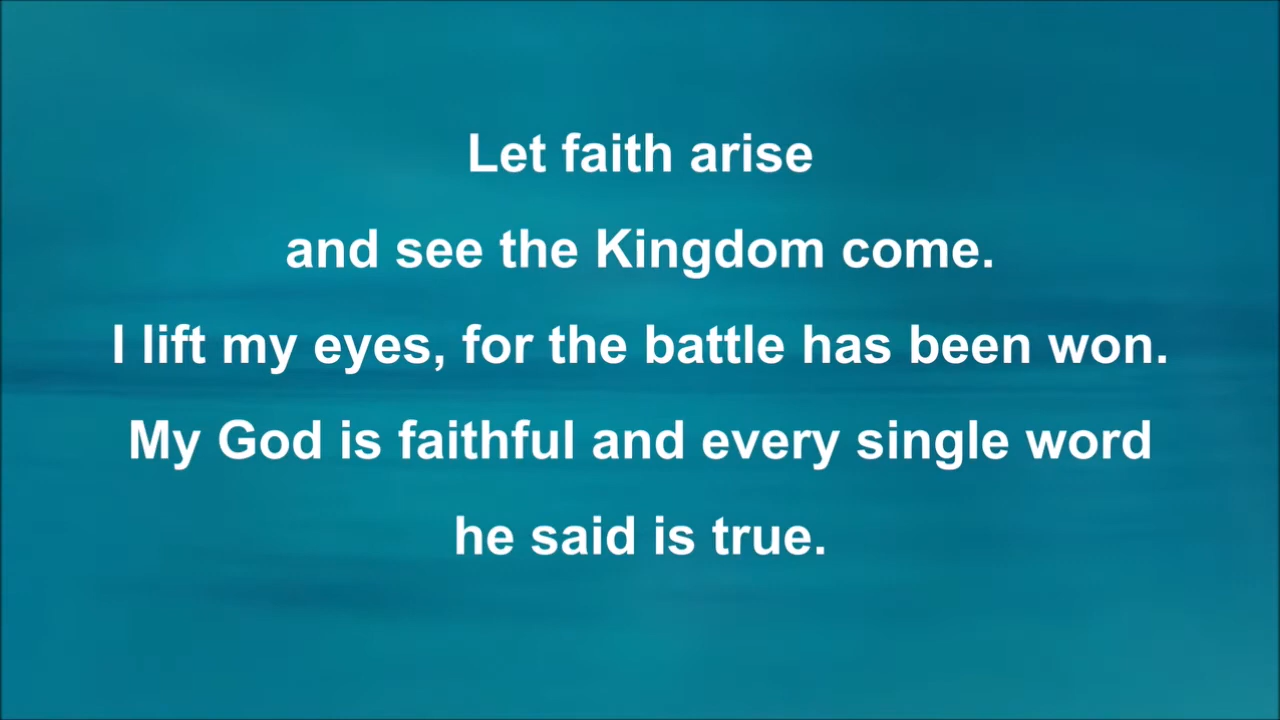 Let faith arise
and see the Kingdom come.
I lift my eyes, for the battle has been won.
My God is faithful and every single word
he said is true.